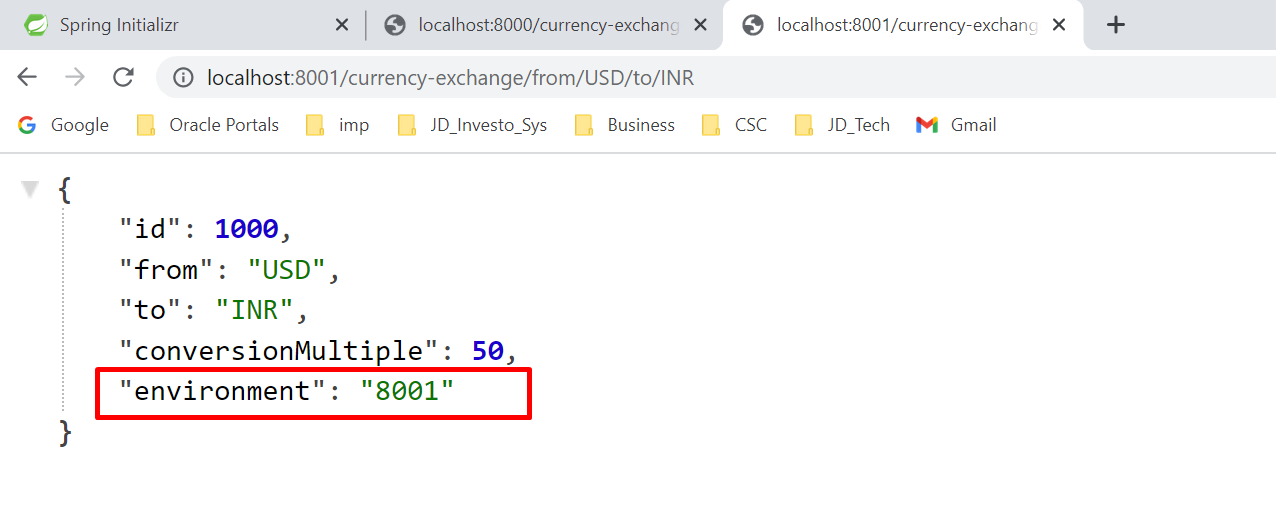 Spring Initializr
localhost:8000/currency-exchang
localhost:8001/currency-exchang
localhost:8001/currency-exchange/from/USD/to/INR
Google Oracle Portals imp JD_Investo_Sys Business CSC JD_Tech Gmail
{
"id": 1000,
"from": "USD",
"to": "INR",
"conversionMultiple": 50,
"environment": "8001"
}